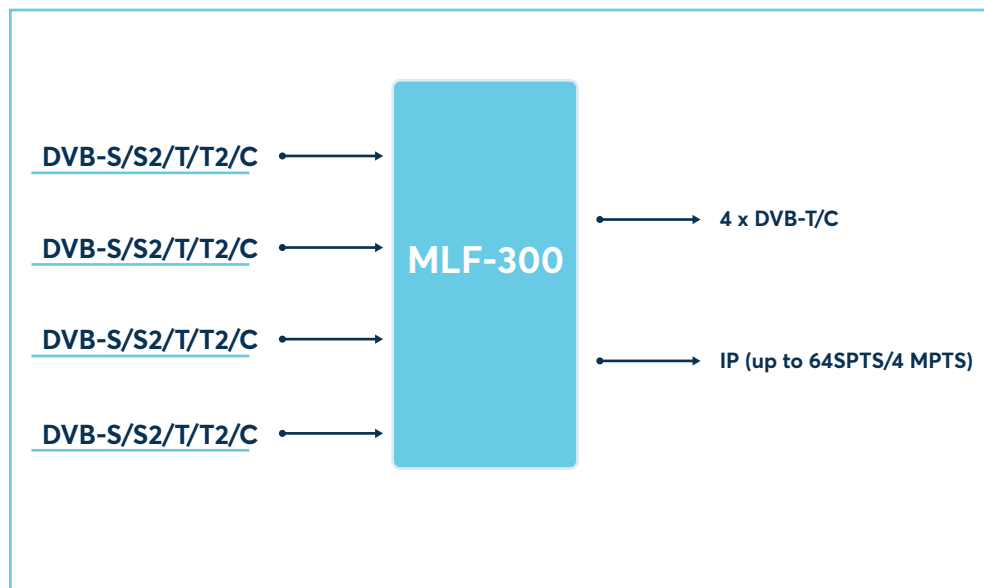 DVB-S/S2/T/T2/C
DVB-S/S2/T/T2/C
DVB-S/S2/T/T2/C
DVB-S/S2/T/T2/C
MLF-300
4 x DVB-T/C
IP (up to 64SPTS/4 MPTS)